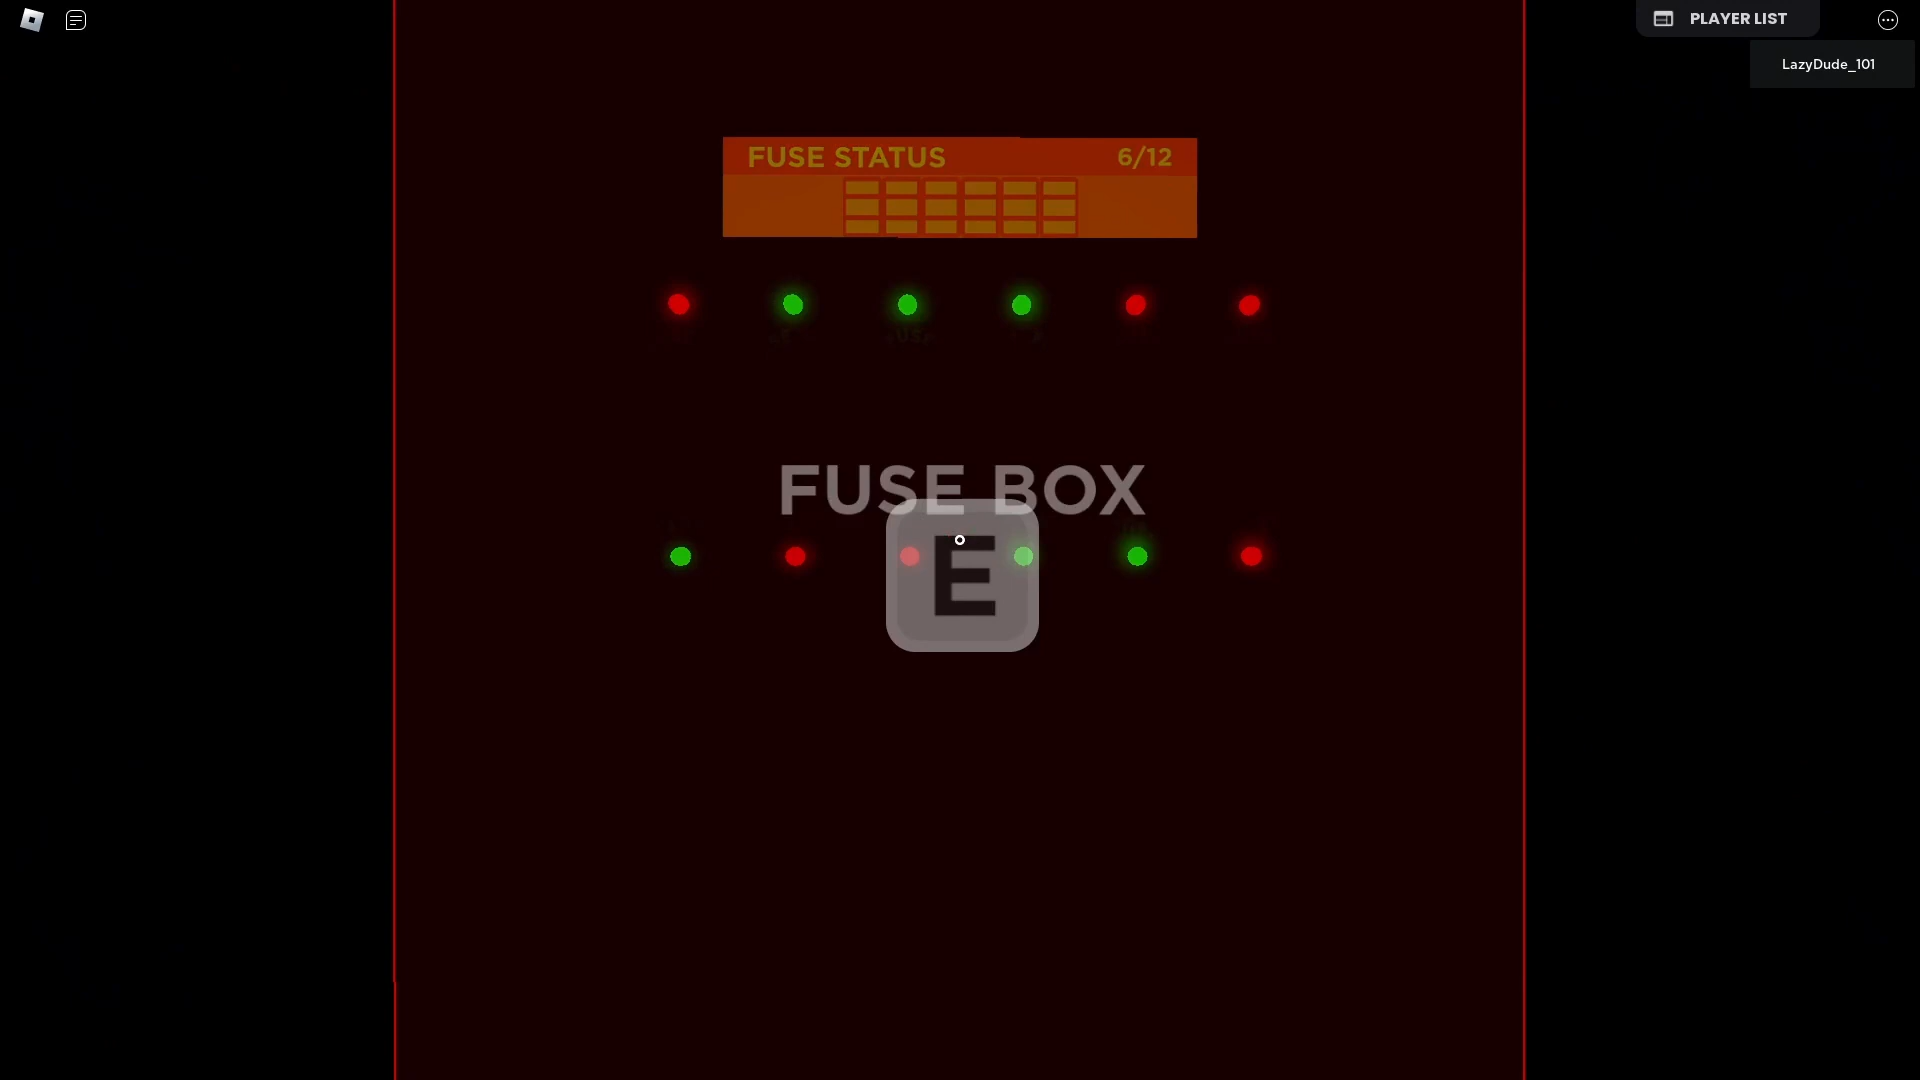 PLAYER LIST
LazyDude_101
FUSE STATUS 6/12
FUSE BOX
E